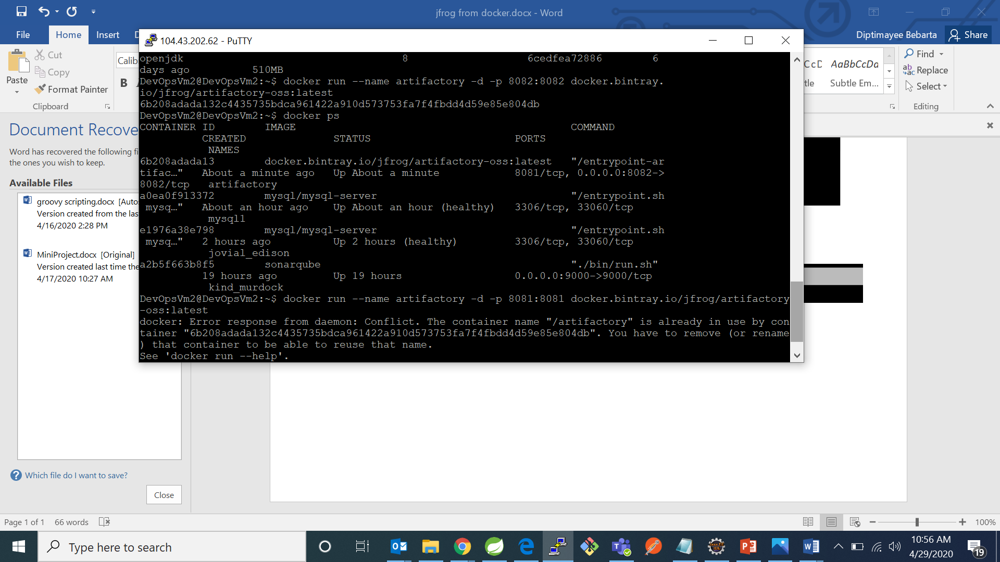 jfrog from docker.docx - Word
File Home Insert D
Diptimayee Bebarta Share
Cut
Copy
Paste
Format Painter
Clipboard
Calib
B
CcD AaBbCcDa
tle Subtle Em...
Find
Replace
Select
Editing
104.43.202.62 - PuTTY
openjdk 8 6cedfea72886 6
days ago 510MB
DevOpsVm2@DevOpsVm2:~$ docker run --name artifactory -d -p 8082:8082 docker.bintray.
io/jfrog/artifactory-oss:latest
6b208adada132c4435735bdca961422a910d573753fa7f4fbdd4d59e85e804db
DevOpsVm2@DevOpsVm2:~$ docker ps
CONTAINER ID IMAGE COMMAND
CREATED STATUS PORTS
NAMES
6b208adada13 docker.bintray.io/jfrog/artifactory-oss:latest "/entrypoint-ar
tifac…" About a minute ago Up About a minute 8081/tcp, 0.0.0.0:8082->
8082/tcp artifactory
a0ea0f913372 mysql/mysql-server "/entrypoint.sh
mysq…" About an hour ago Up About an hour (healthy) 3306/tcp, 33060/tcp
mysql1
e1976a38e798 mysql/mysql-server "/entrypoint.sh
mysq…" 2 hours ago Up 2 hours (healthy) 3306/tcp, 33060/tcp
jovial_edison
a2b5f663b8f5 sonarqube "./bin/run.sh"
19 hours ago Up 19 hours 0.0.0.0:9000->9000/tcp
kind_murdock
DevOpsVm2@DevOpsVm2:~$ docker run --name artifactory -d -p 8081:8081 docker.bintray.io/jfrog/artifactory
-oss:latest
docker: Error response from daemon: Conflict. The container name "/artifactory" is already in use by con
tainer "6b208adada132c4435735bdca961422a910d573753fa7f4fbdd4d59e85e804db". You have to remove (or rename
) that container to be able to reuse that name.
See 'docker run --help'.
Document Recove
Word has recovered the following fi
the ones you wish to keep.
Available Files
groovy scripting.docx [Auto
Version created from the las
4/16/2020 2:28 PM
MiniProject.docx [Original]
Version created last time the
4/17/2020 10:27 AM
Which file do I want to save?
Close
Page 1 of 1 66 words
100%
Type here to search
10:56 AM
4/29/2020
19